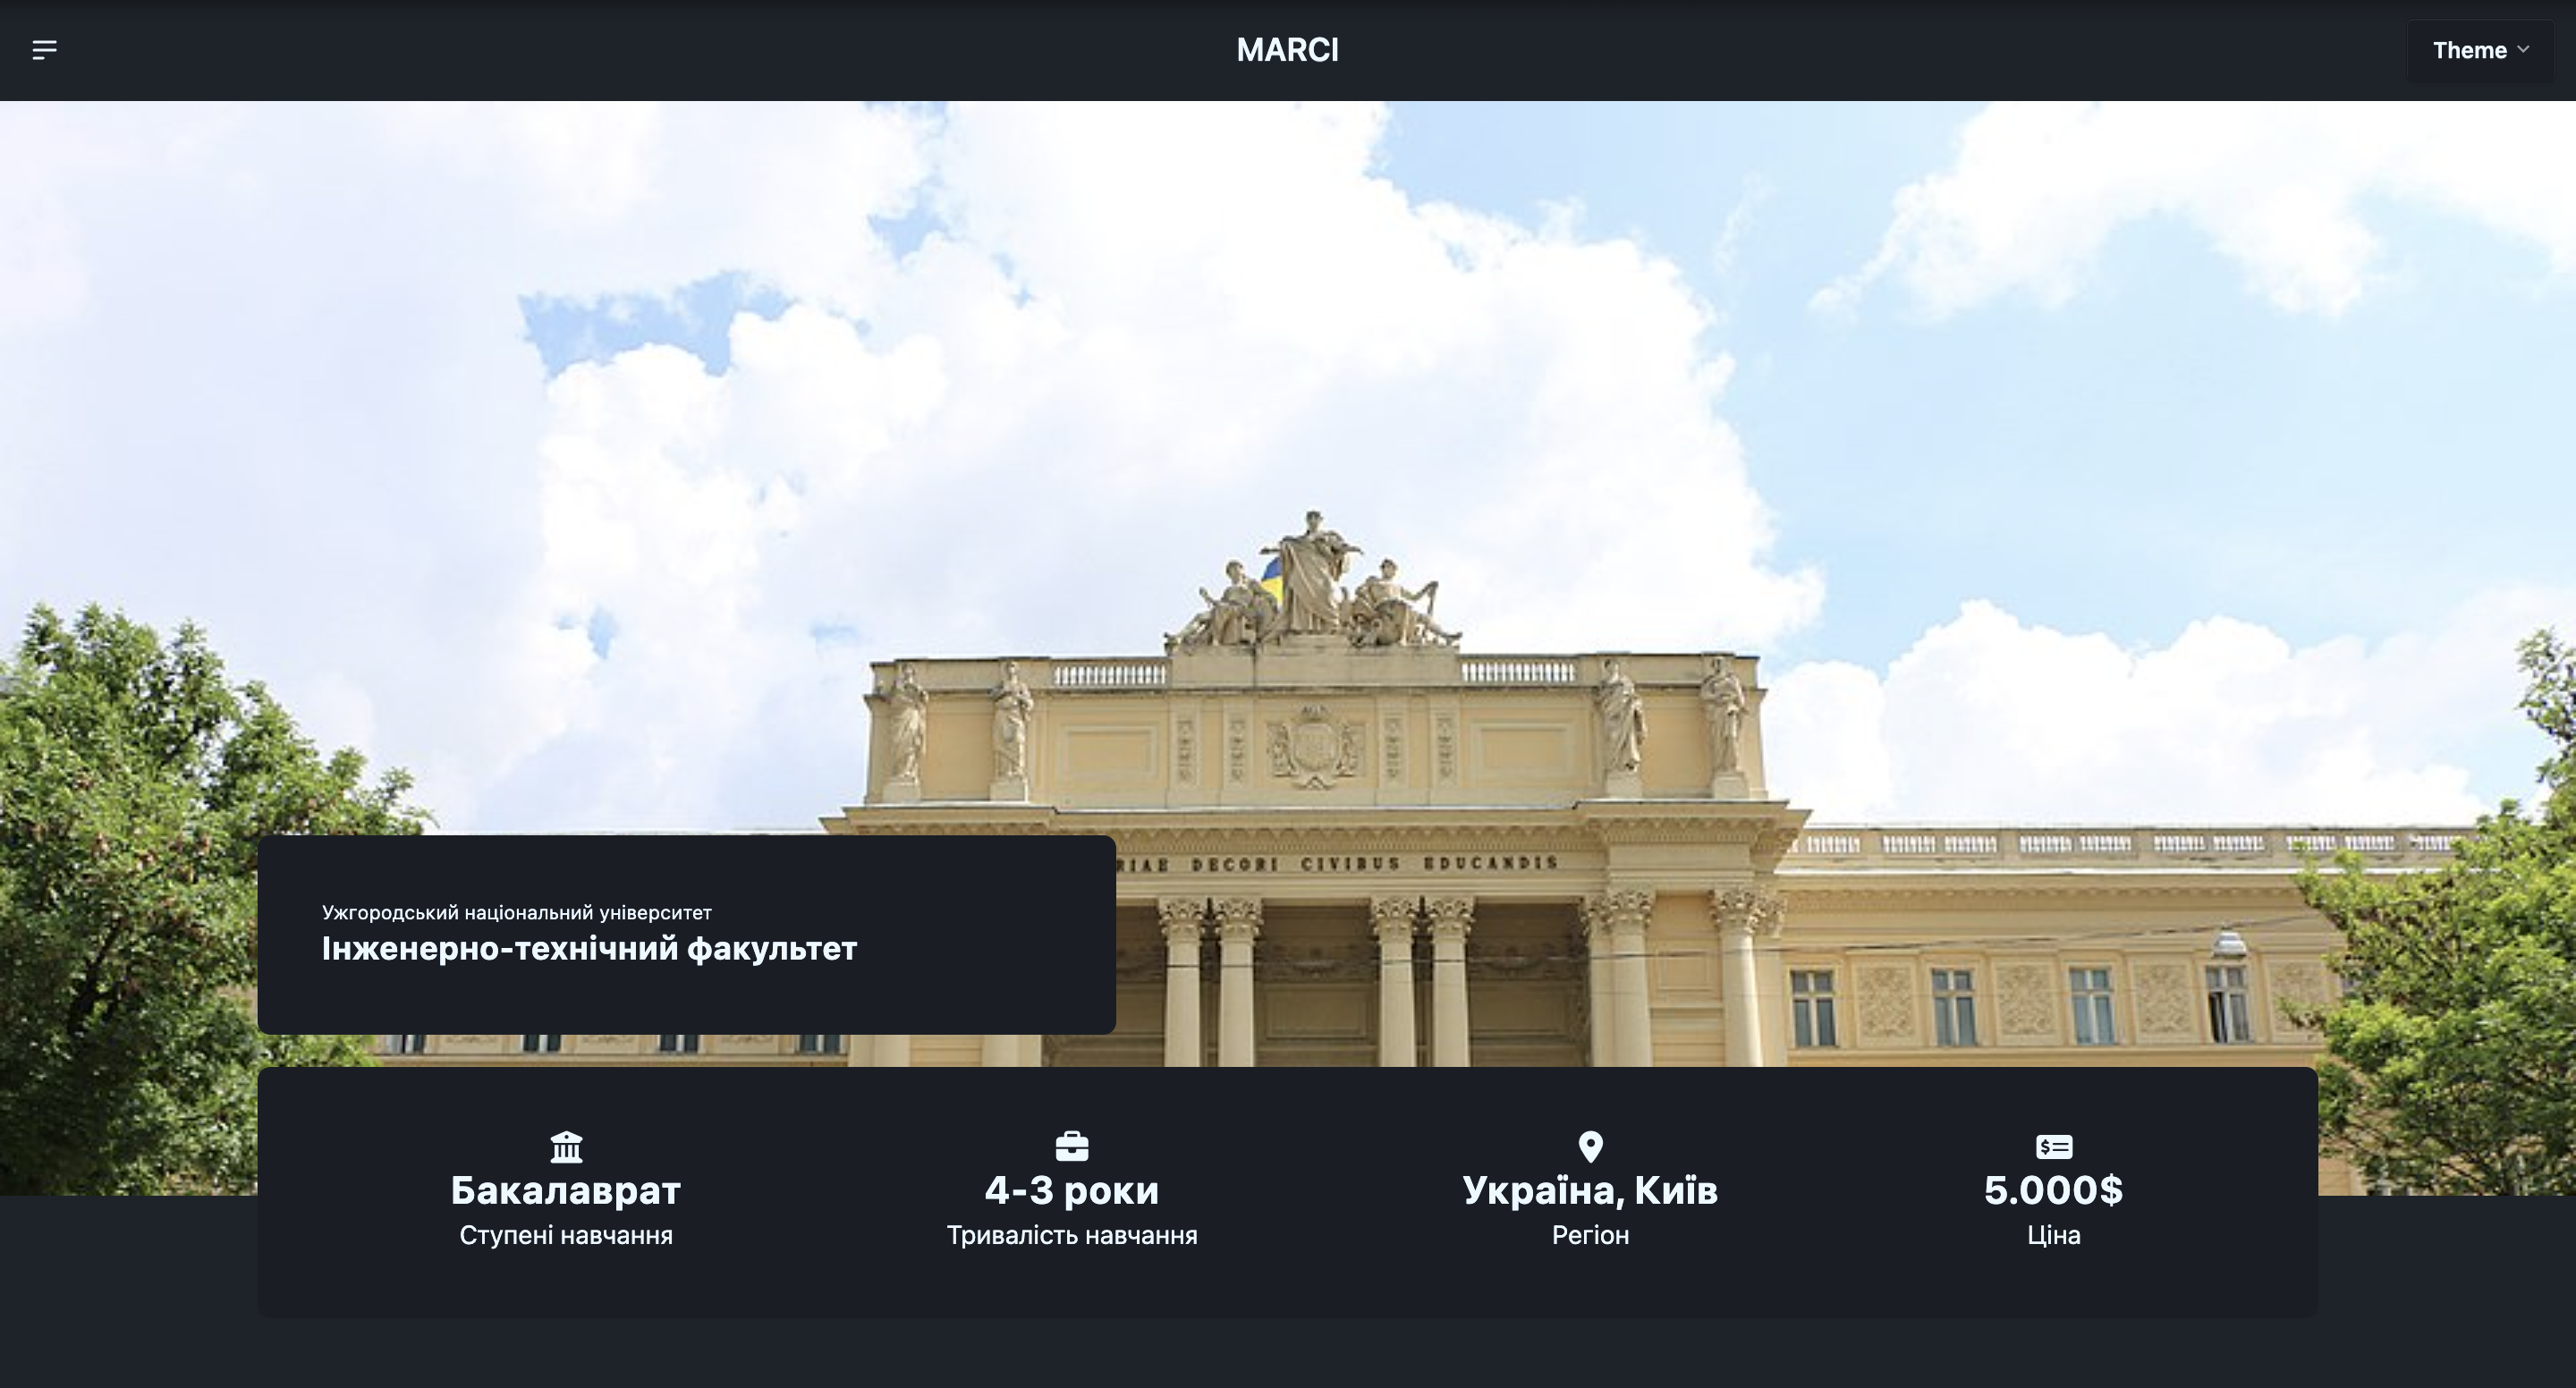 MARCI
Theme
RIAE DECORI CIVIBUS EDUCANDIS
Ужгородський національний університет
Інженерно-технічний факультет
Бакалаврат
Ступені навчання
4-3 роки
Тривалість навчання
Україна, Київ
Регіон
5.000$
Ціна